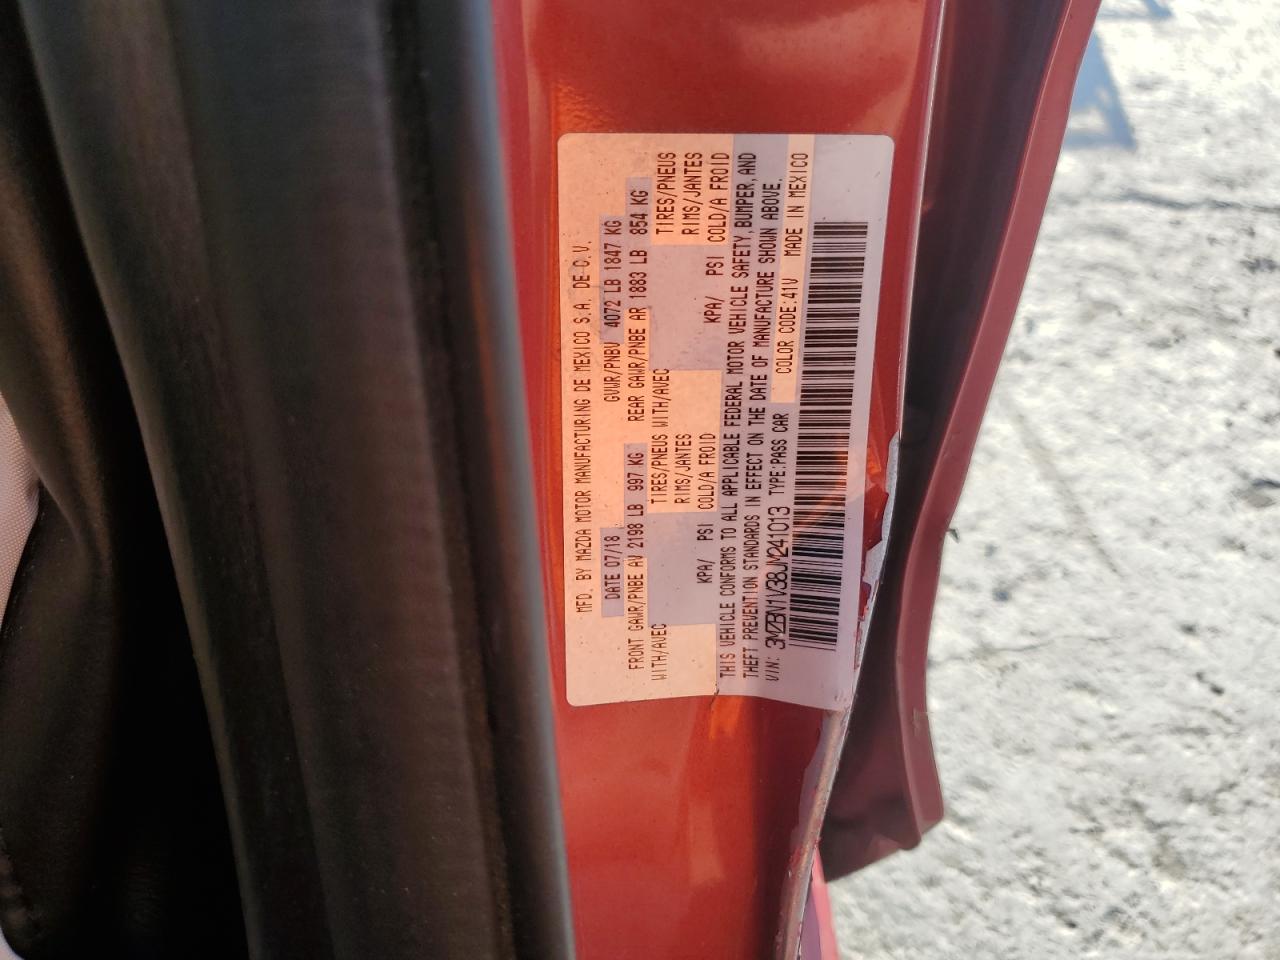 MFD. BY MAZDA MOTOR MANUFACTURING DE MEXICO S.A. DE C.V.
DATE 07/18 GVWR/PNBV 4072 LB 1847 KG
FRONT GAWR/PNBE AV 2198 LB 997 KG REAR GAWR/PNBE AR 1883 LB 854 KG
WITH/AVEC TIRES/PNEUS WITH/AVEC TIRES/PNEUS
RIMS/JANTES RIMS/JANTES
KPA/ PSI COLD/A FROID KPA/ PSI COLD/A FROID
THIS VEHICLE CONFORMS TO ALL APPLICABLE FEDERAL MOTOR VEHICLE SAFETY, BUMPER, AND
THEFT PREVENTION STANDARDS IN EFFECT ON THE DATE OF MANUFACTURE SHOWN ABOVE.
VIN: 3MZBN1V38JM241013 TYPE:PASS CAR COLOR CODE:41V MADE IN MEXICO